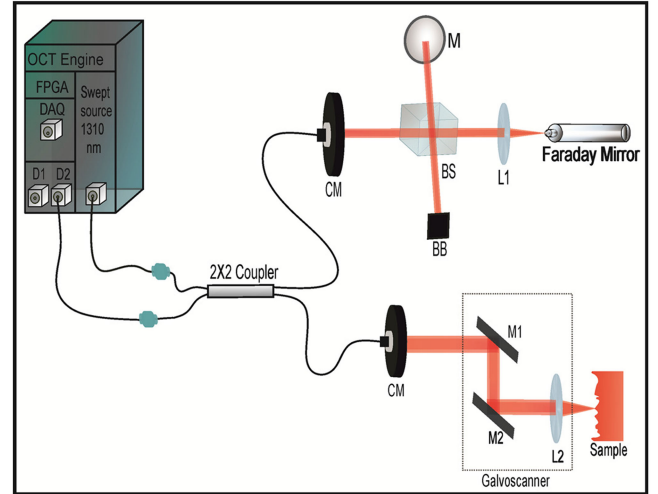 OCT Engine
FPGA
DAQ
Swept
source
1310
nm
D1
D2
2X2 Coupler
CM
M
BS
BB
L1
Faraday Mirror
CM
M1
M2
L2
Sample
Galvoscanner